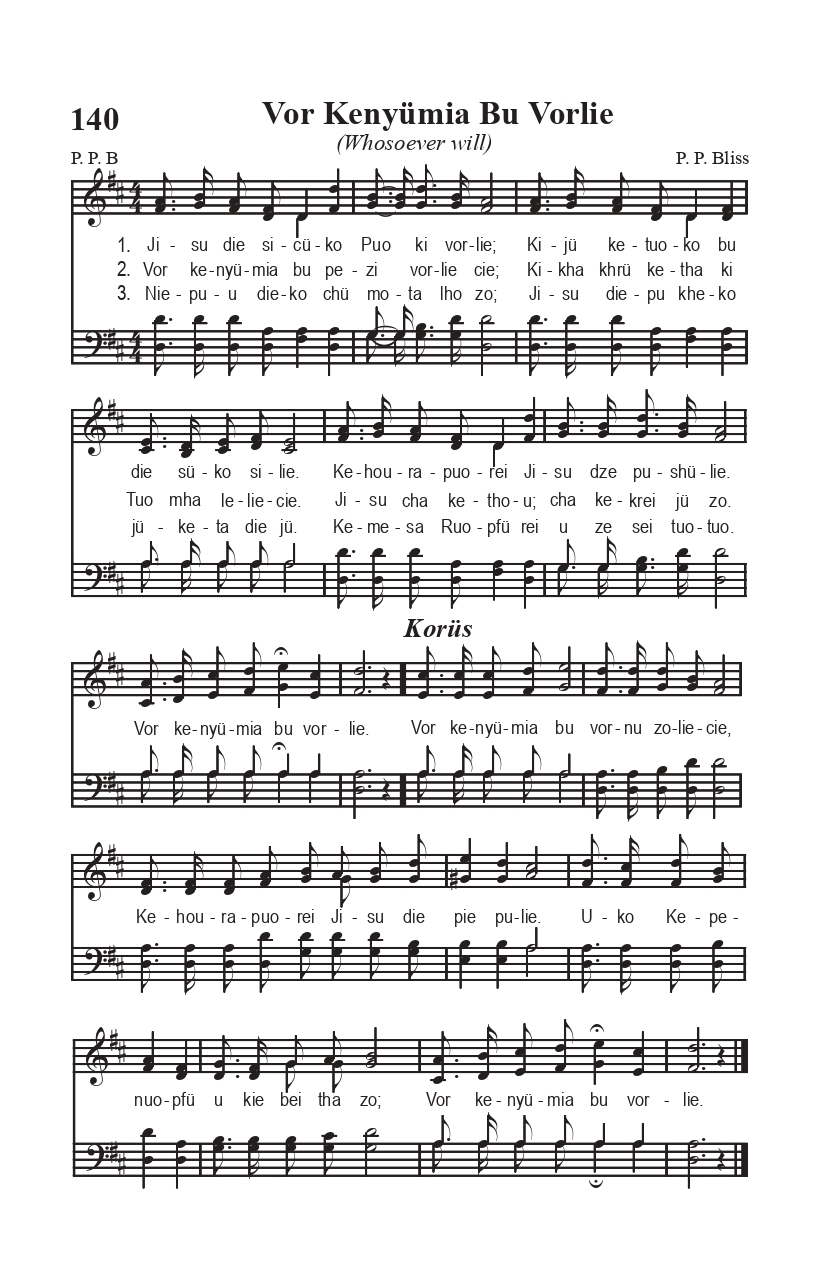 140
Vor Kenyümia Bu Vorlie
(Whosoever will)
P. P. B
P. P. Bliss
1. Ji - su die si - cü - ko Puo ki vor - lie; Ki - jü ke - tuo - ko bu
2. Vor ke - nyü - mia bu pe - zi vor - lie cie; Ki - kha khrü ke - tha ki
3. Nie - pu - u die - ko chü mo - ta lho zo; Ji - su die - pu khe - ko
die sü - ko si - lie. Ke - hou - ra - puo - rei Ji - su dze pu - shü - lie.
Tuo mha le - lie - cie. Ji - su cha ke - tho - u; cha ke - krei jü zo.
jü - ke - ta die jü. Ke - me - sa Ruo - pfü rei u ze sei tuo - tuo.
Korüs
Vor ke - nyü - mia bu vor - lie. Vor ke - nyü - mia bu vor - nu zo - lie - cie,
Ke - hou - ra - puo - rei Ji - su die pie pu - lie. U - ko Ke - pe -
nuo - pfü u kie bei tha zo; Vor ke - nyü - mia bu vor - lie.